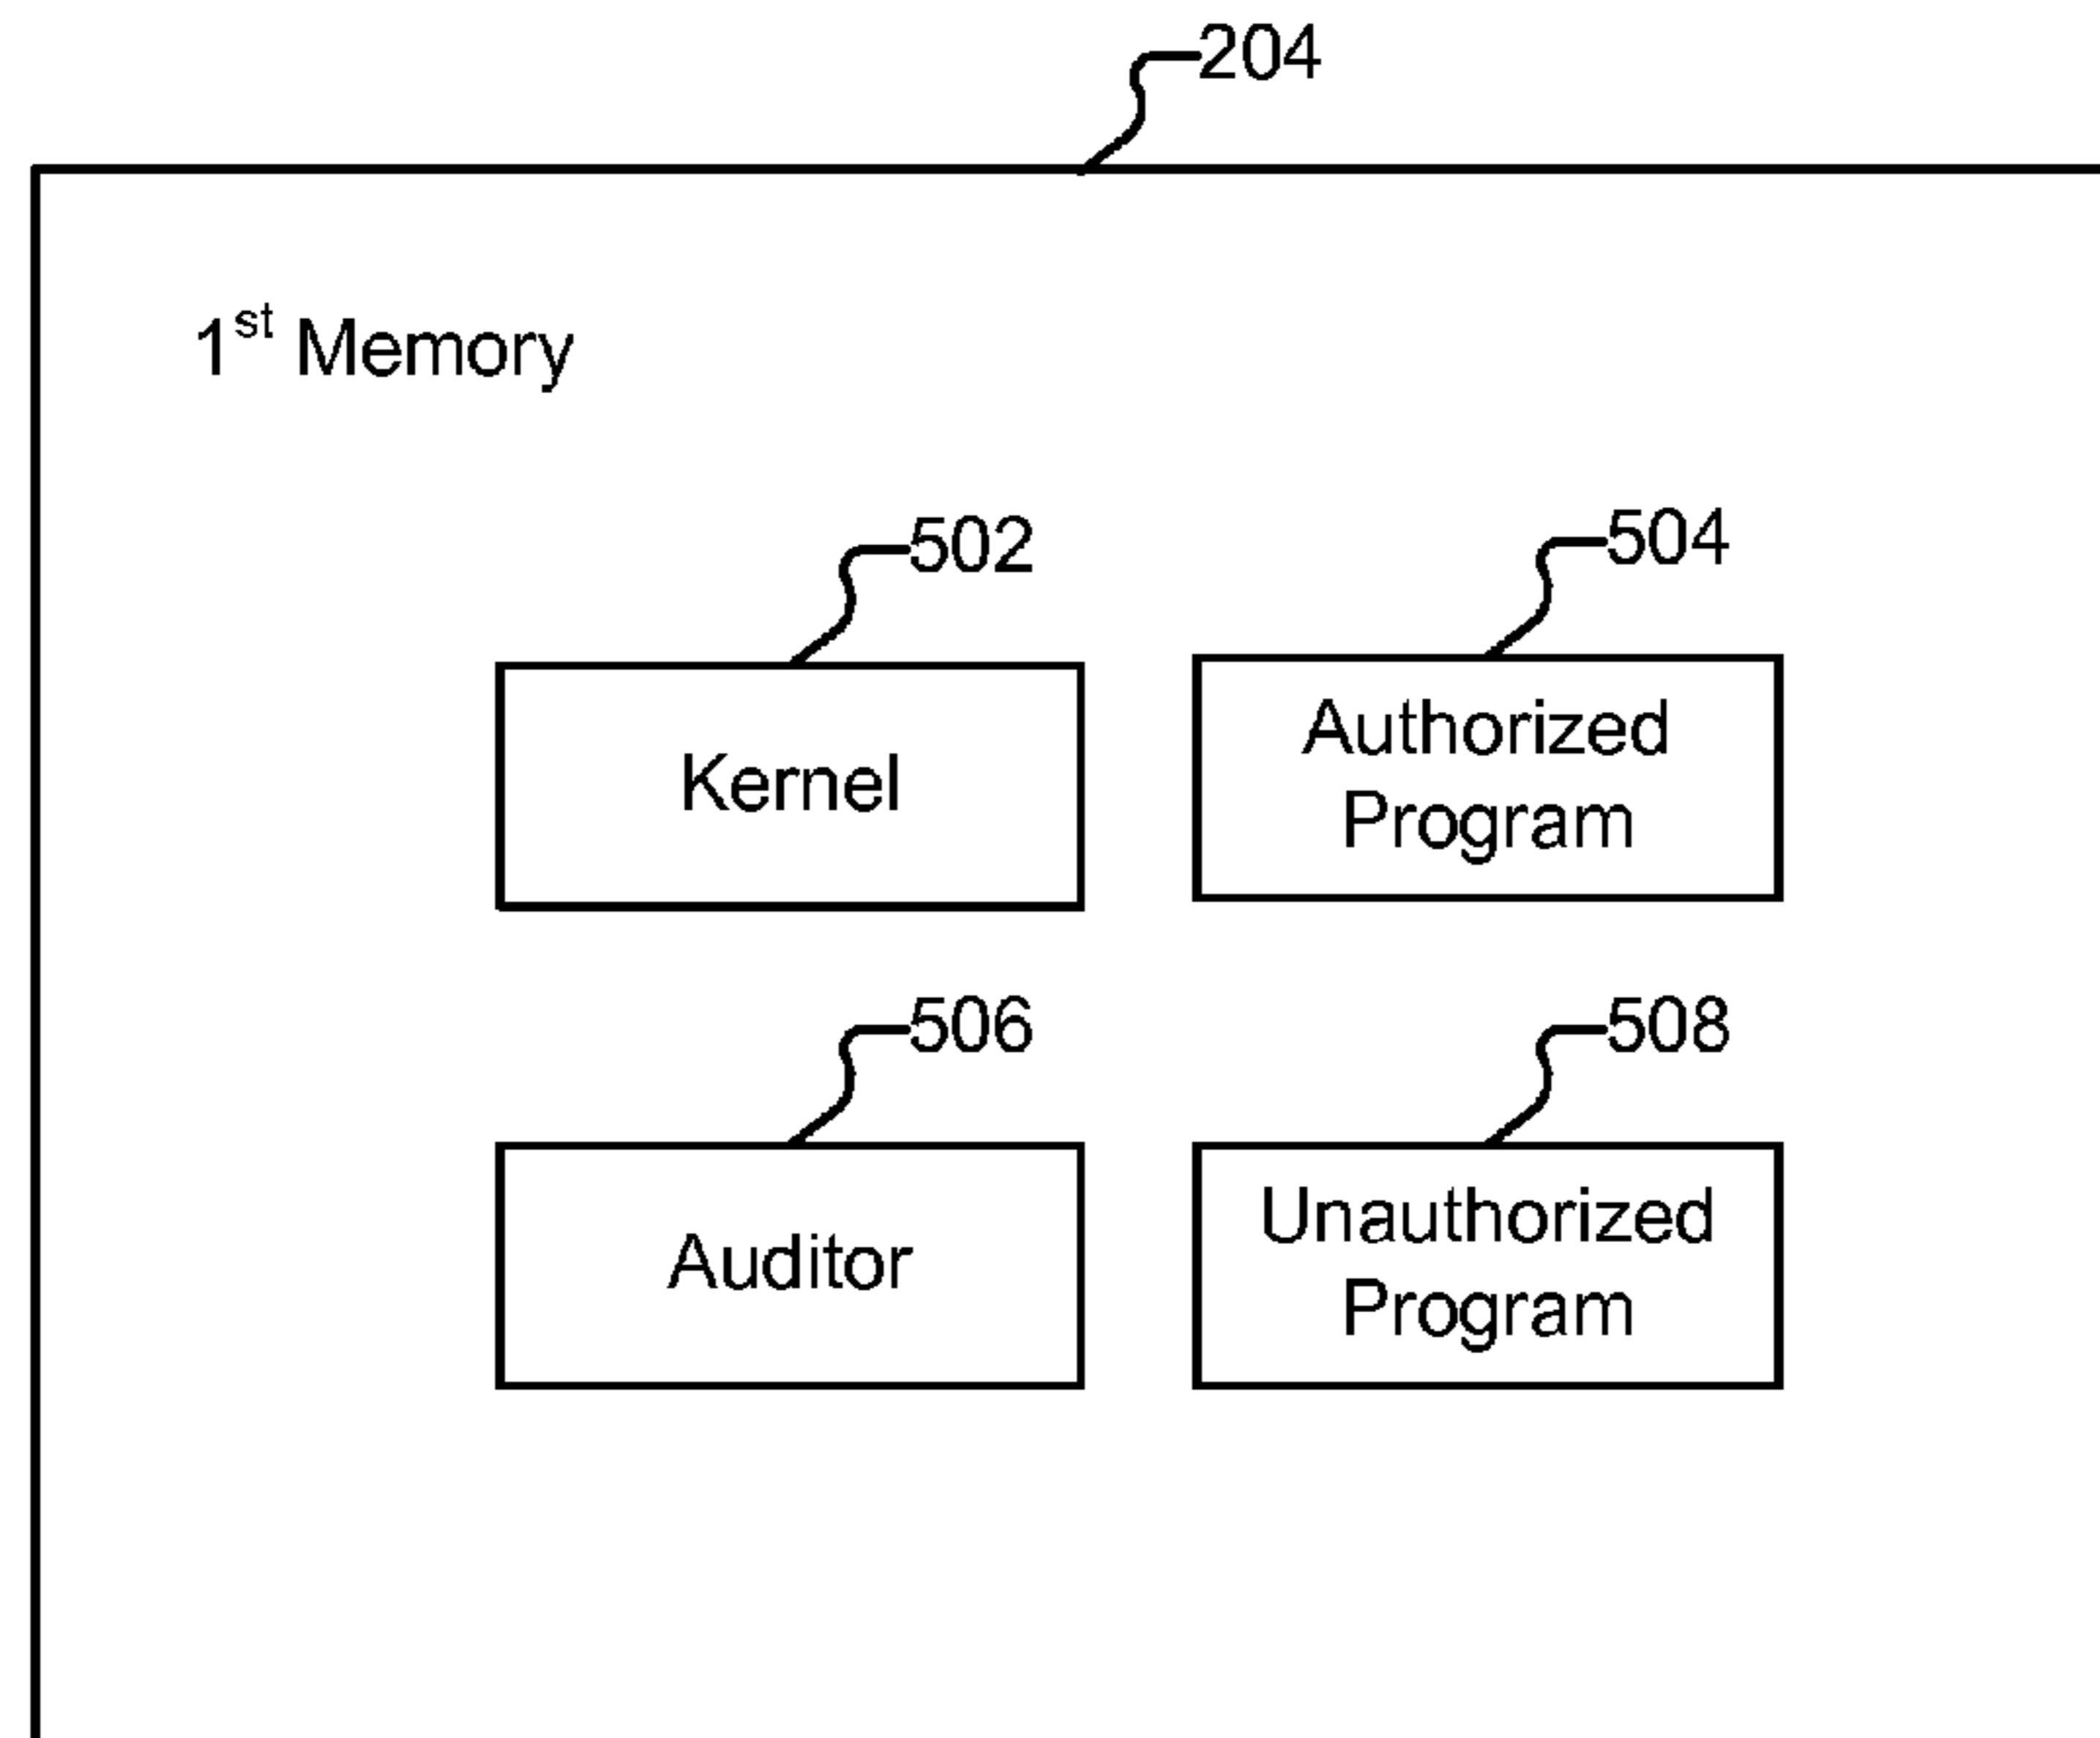 204
1st Memory
502
504
Kernel
Authorized
Program
506
508
Auditor
Unauthorized
Program